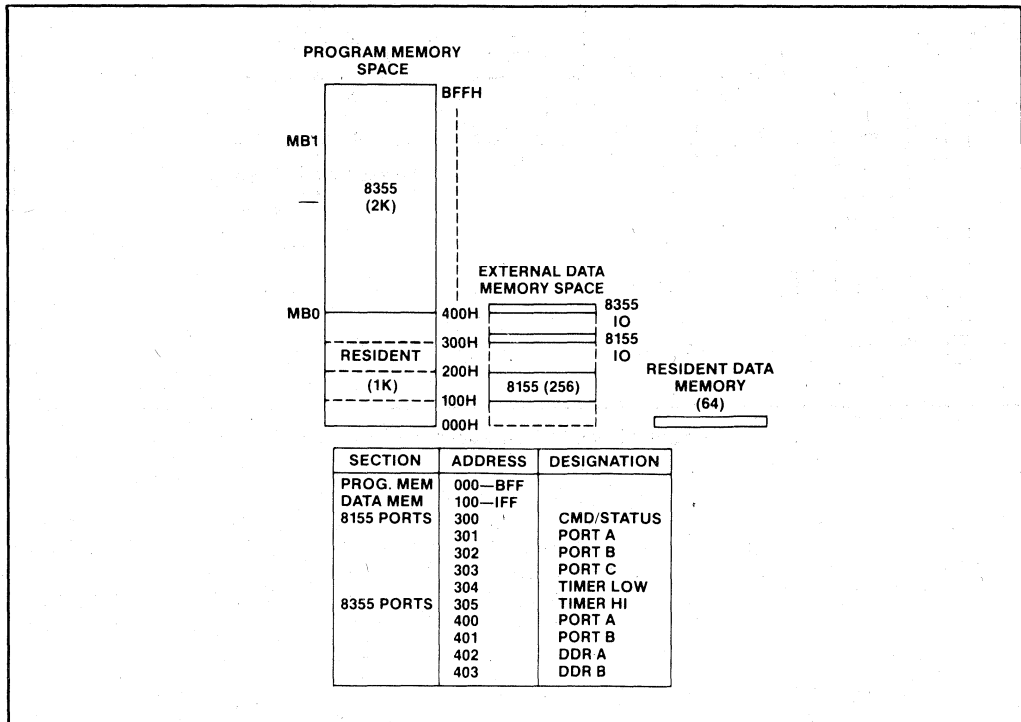 PROGRAM MEMORY
SPACE
BFFH
MB1
8355
(2K)
EXTERNAL DATA
MEMORY SPACE
MB0
400H
8355
IO
300H
8155
IO
RESIDENT
200H
RESIDENT DATA
MEMORY
(64)
(1K)
8155 (256)
100H
000H
SECTION ADDRESS DESIGNATION
PROG. MEM 000—BFF
DATA MEM 100—IFF
8155 PORTS 300 CMD/STATUS
301 PORT A
302 PORT B
303 PORT C
304 TIMER LOW
8355 PORTS 305 TIMER HI
400 PORT A
401 PORT B
402 DDR A
403 DDR B